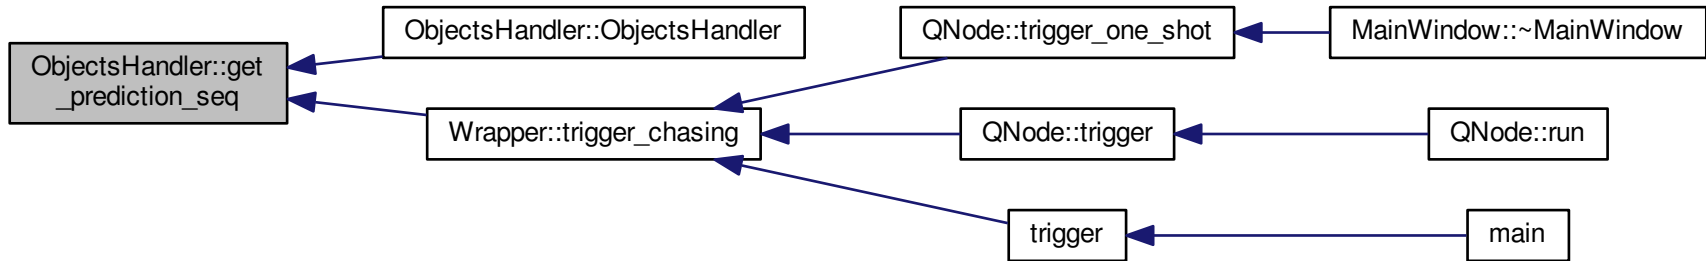 ObjectsHandler::get
_prediction_seq
ObjectsHandler::ObjectsHandler
Wrapper::trigger_chasing
QNode::trigger_one_shot
MainWindow::~MainWindow
QNode::trigger
QNode::run
trigger
main